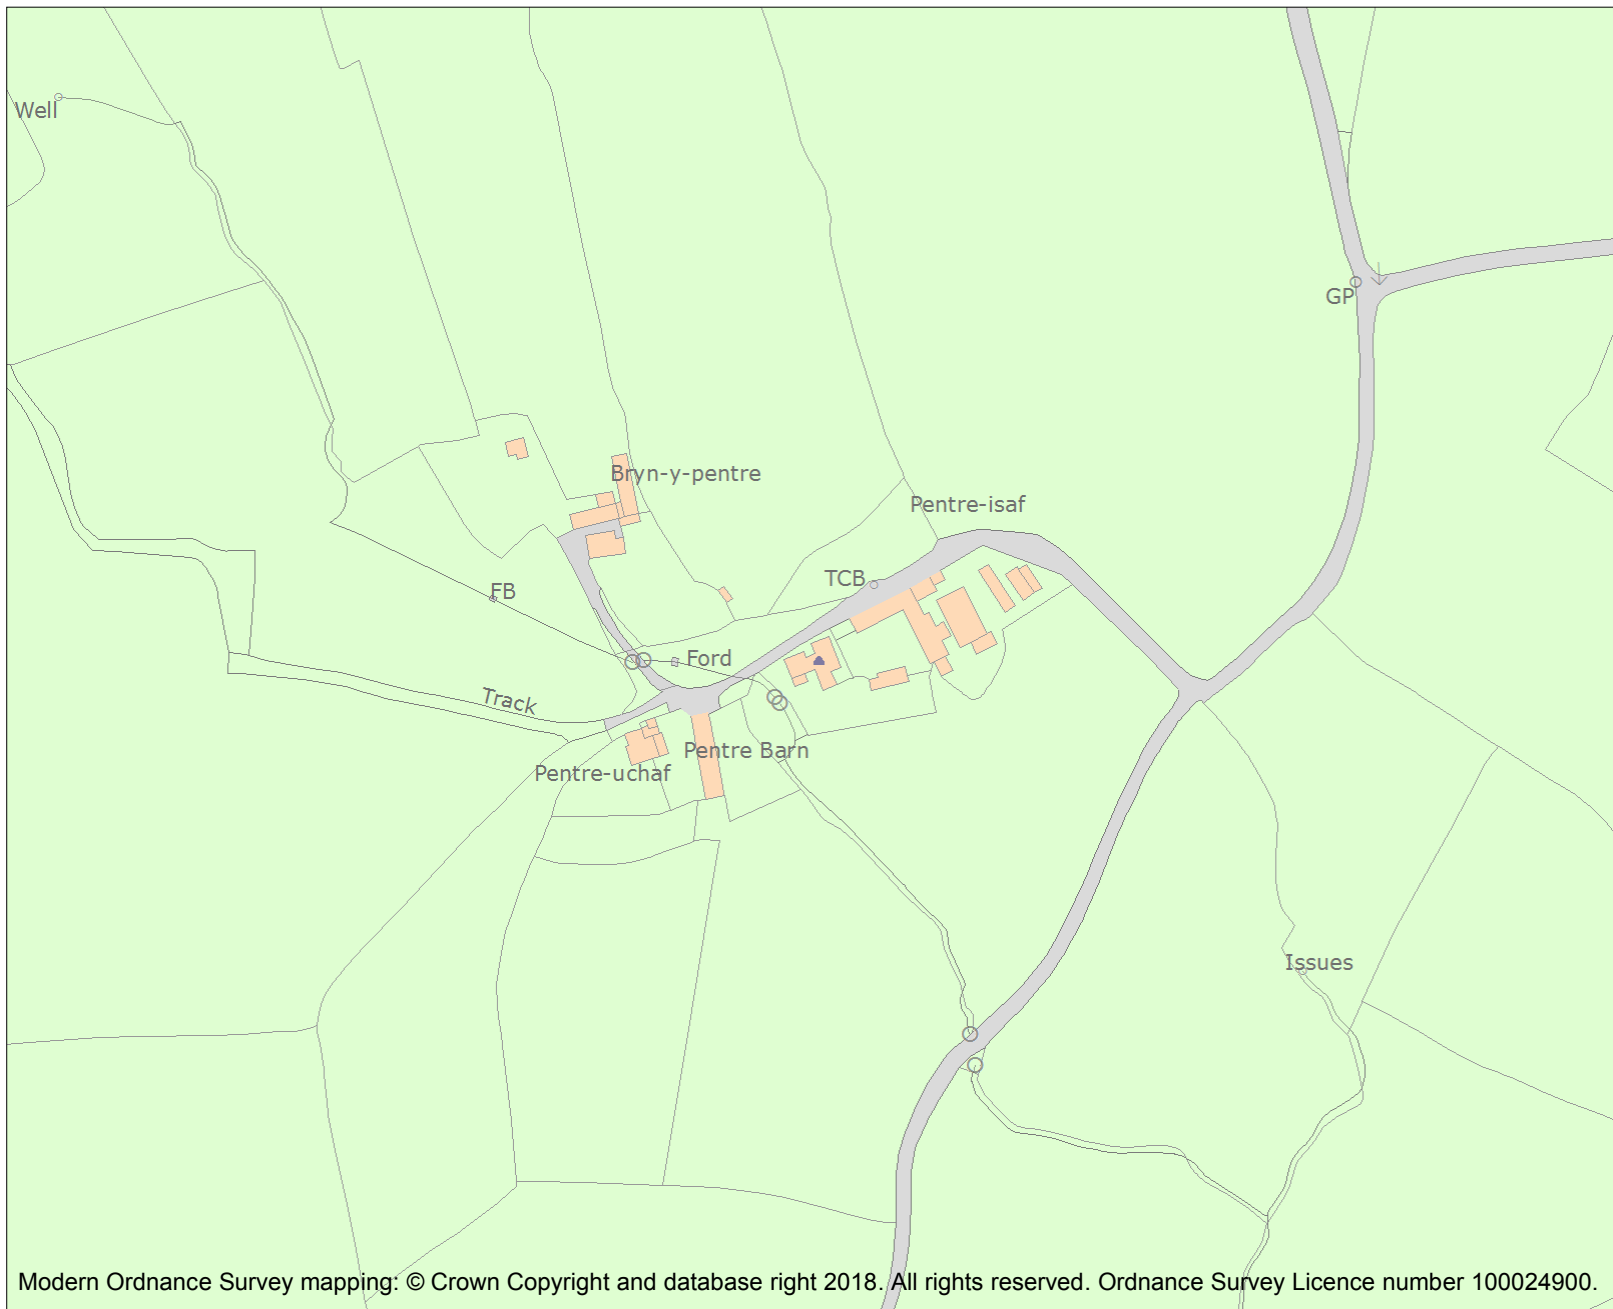 Well
GP
Bryn-y-pentre
Pentre-isaf
TCB
FB
Ford
Track
Pentre Barn
Pentre-uchaf
Issues
Modern Ordnance Survey mapping: © Crown Copyright and database right 2018. All rights reserved. Ordnance Survey Licence number 100024900.